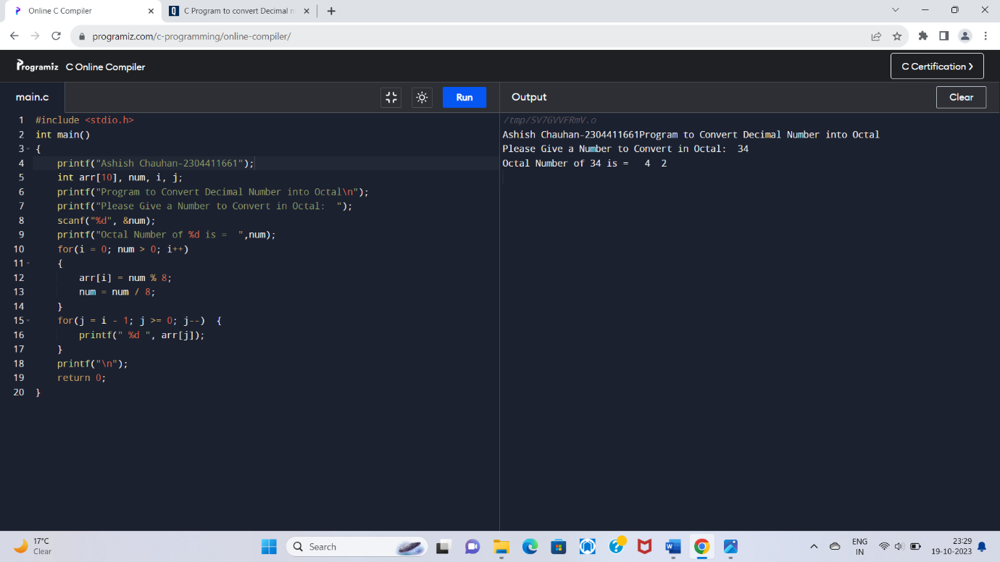 Online C Compiler
C Program to convert Decimal n
programiz.com/c-programming/online-compiler/
Programiz C Online Compiler
C Certification
main.c
Run
Output
Clear
1 #include <stdio.h>
2 int main()
3 {
4 printf("Ashish Chauhan-2304411661");
5 int arr[10], num, i, j;
6 printf("Program to Convert Decimal Number into Octal\n");
7 printf("Please Give a Number to Convert in Octal:  ");
8 scanf("%d", &num);
9 printf("Octal Number of %d is =  ",num);
10 for(i = 0; num > 0; i++)
11 {
12 arr[i] = num % 8;
13 num = num / 8;
14 }
15 for(j = i - 1; j >= 0; j--)  {
16 printf(" %d ", arr[j]);
17 }
18 printf("\n");
19 return 0;
20 }
/tmp/SV7GVVFRmV.o
Ashish Chauhan-2304411661Program to Convert Decimal Number into Octal
Please Give a Number to Convert in Octal:  34
Octal Number of 34 is =   4  2
17°C
Clear
Search
ENG
IN
23:29
19-10-2023